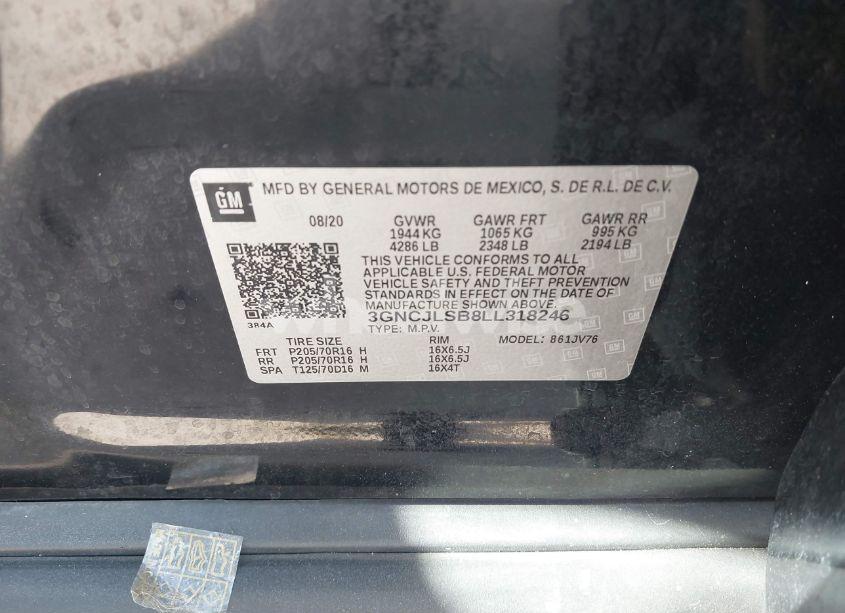 GM
MFD BY GENERAL MOTORS DE MEXICO, S. DE R.L. DE C.V.
08/20 GVWR GAWR FRT GAWR RR
1944 KG 1065 KG 995 KG
4286 LB 2348 LB 2194 LB
THIS VEHICLE CONFORMS TO ALL
APPLICABLE U.S. FEDERAL MOTOR
VEHICLE SAFETY AND THEFT PREVENTION
STANDARDS IN EFFECT ON THE DATE OF
MANUFACTURE SHOWN ABOVE.
3GNCJLSB8LL318246
384A
TYPE: M.P.V. MODEL: 861JV76
TIRE SIZE RIM
FRT P205/70R16 H 16X6.5J
RR P205/70R16 H 16X6.5J
SPA T125/70D16 M 16X4T